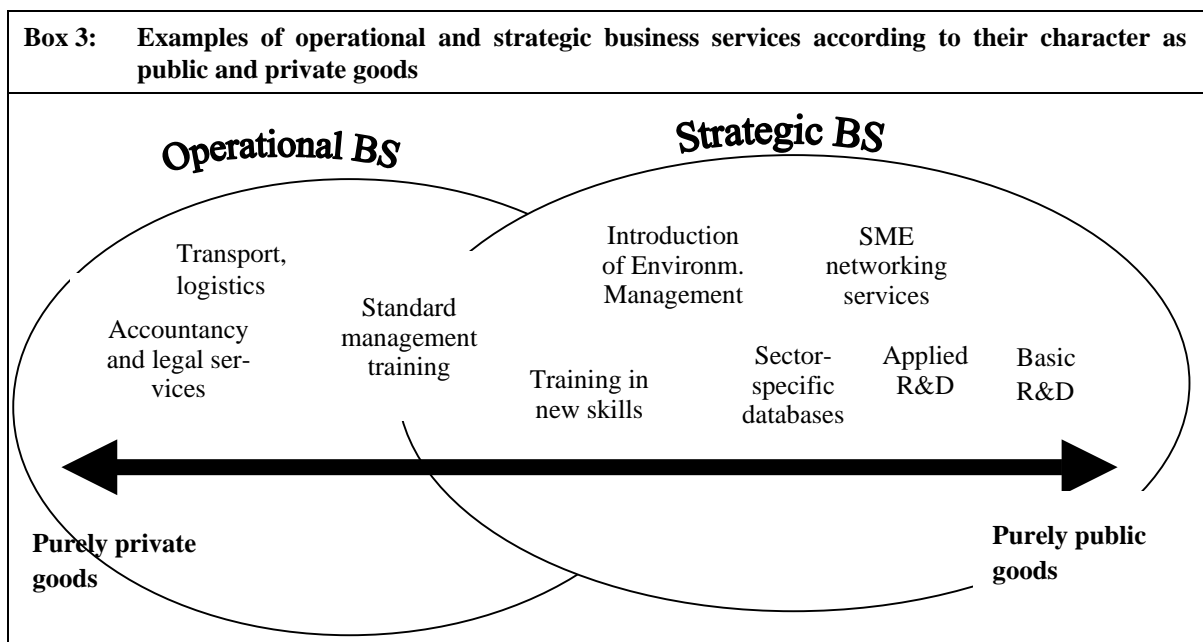 Box 3: Examples of operational and strategic business services according to their character as
public and private goods
Operational BS
Strategic BS
Transport,
logistics
Accountancy
and legal ser-
vices
Standard
management
training
Introduction
of Environm.
Management
SME
networking
services
Training in
new skills
Sector-
specific
databases
Applied
R&D
Basic
R&D
Purely private
goods
Purely public
goods